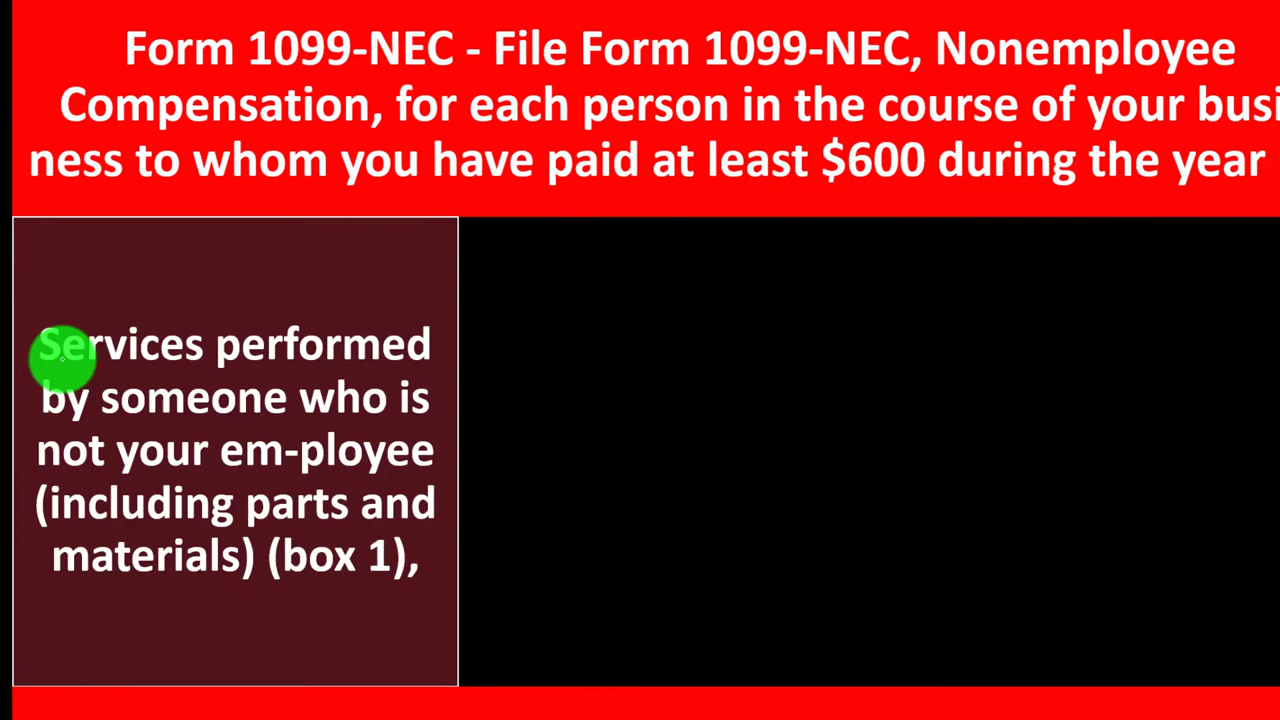 Form 1099-NEC - File Form 1099-NEC, Nonemployee
Compensation, for each person in the course of your busi
ness to whom you have paid at least $600 during the year
Services performed
by someone who is
not your em-ployee
(including parts and
materials) (box 1),